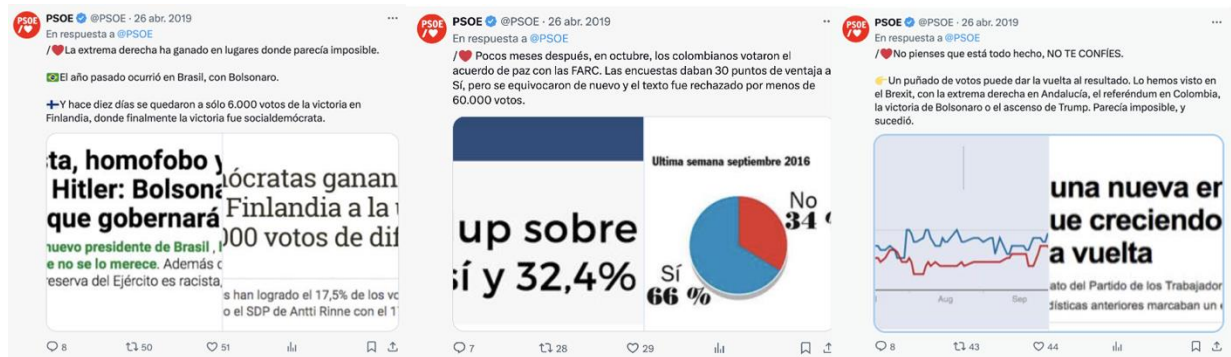 PSOE @PSOE · 26 abr. 2019
En respuesta a @PSOE
/❤️La extrema derecha ha ganado en lugares donde parecía imposible.
🇧🇷El año pasado ocurrió en Brasil, con Bolsonaro.
🇫🇮Y hace diez días se quedaron a sólo 6.000 votos de la victoria en
Finlandia, donde finalmente la victoria fue socialdemócrata.
ta, homofobo y
Hitler: Bolsona
que gobernará
nuevo presidente de Brasil ,
e no se lo merece. Además
eserva del Ejército es racista,
ócratas ganan
Finlandia a la
000 votos de dif
s han logrado el 17,5% de los vo
o el SDP de Antti Rinne con el 1
8 50 51
PSOE @PSOE · 26 abr. 2019
En respuesta a @PSOE
/❤️ Pocos meses después, en octubre, los colombianos votaron el
acuerdo de paz con las FARC. Las encuestas daban 30 puntos de ventaja a
Sí, pero se equivocaron de nuevo y el texto fue rechazado por menos de
60.000 votos.
up sobre
sí y 32,4%
Ultima semana septiembre 2016
No
34
Sí
66 %
7 28 29
PSOE @PSOE · 26 abr. 2019
En respuesta a @PSOE
/❤️No pienses que está todo hecho, NO TE CONFÍES.
👉Un puñado de votos puede dar la vuelta al resultado. Lo hemos visto en
el Brexit, con la extrema derecha en Andalucía, el referéndum en Colombia,
la victoria de Bolsonaro o el ascenso de Trump. Parecía imposible, y
sucedió.
Aug Sep
una nueva er
ue creciendo
a vuelta
ato del Partido de los Trabajador
dísticas anteriores marcaban un
8 43 44